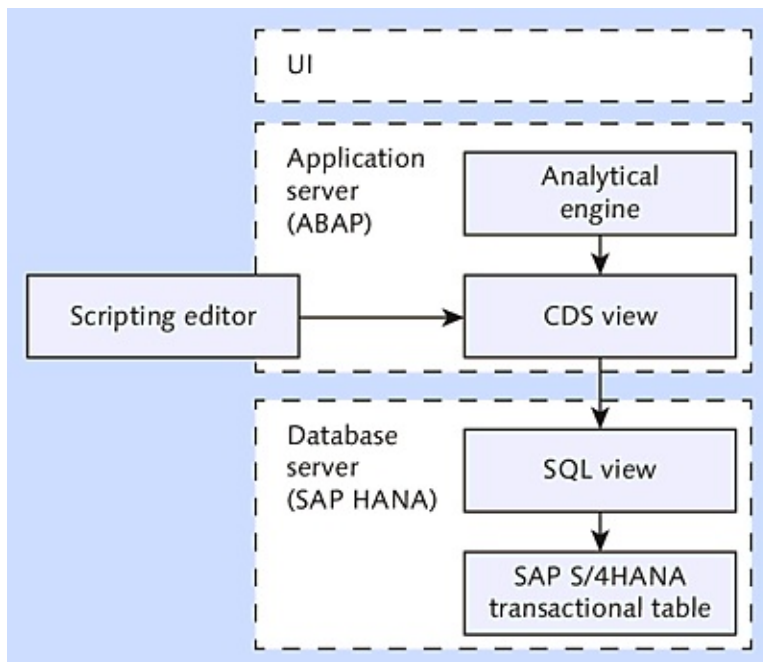 UI
Application
server
(ABAP)
Analytical
engine
Scripting editor
CDS view
Database
server
(SAP HANA)
SQL view
SAP S/4HANA
transactional table